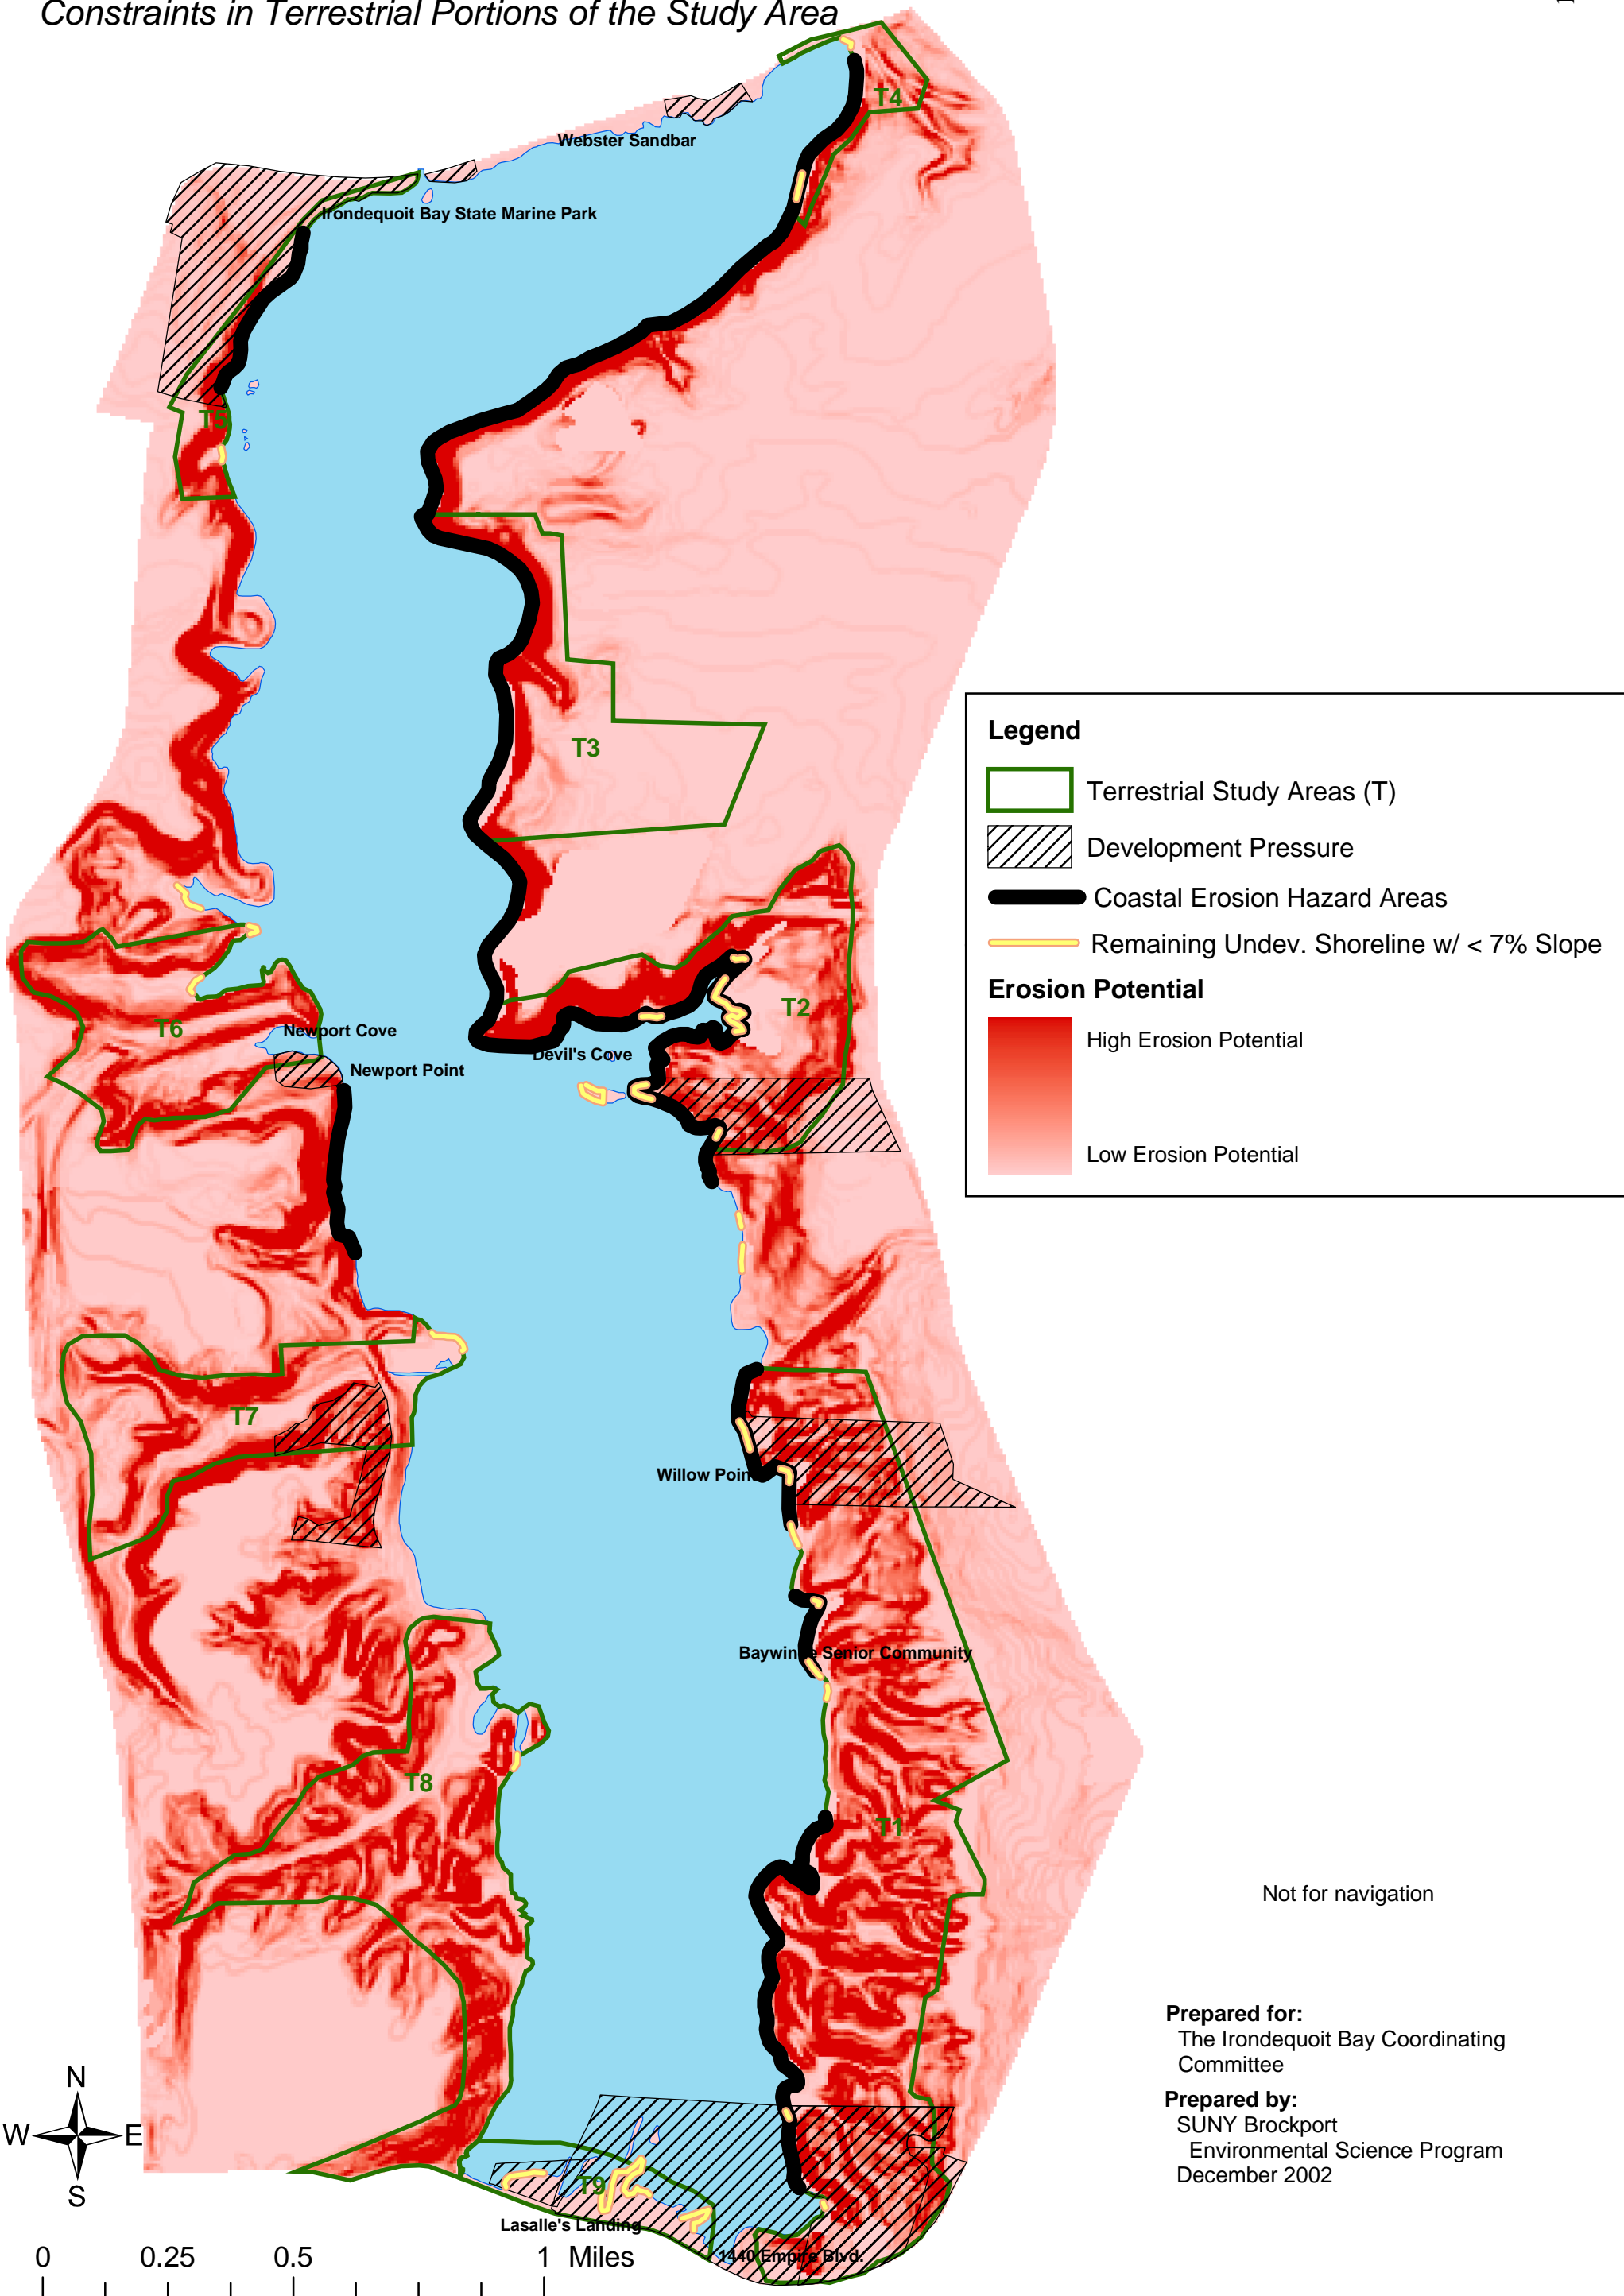 Constraints in Terrestrial Portions of the Study Area
T4
Webster Sandbar
Irondequoit Bay State Marine Park
T5
T3
Legend
Terrestrial Study Areas (T)
Development Pressure
Coastal Erosion Hazard Areas
Remaining Undev. Shoreline w/ < 7% Slope
Erosion Potential
High Erosion Potential
Low Erosion Potential
T2
T6
Newport Cove
Devil's Cove
Newport Point
T7
Willow Point
Baywinde Senior Community
T8
T1
Not for navigation
Prepared for:
The Irondequoit Bay Coordinating
Committee
Prepared by:
SUNY Brockport
Environmental Science Program
December 2002
N
W E
S
T9
Lasalle's Landing
1440 Empire Blvd.
0 0.25 0.5 1 Miles